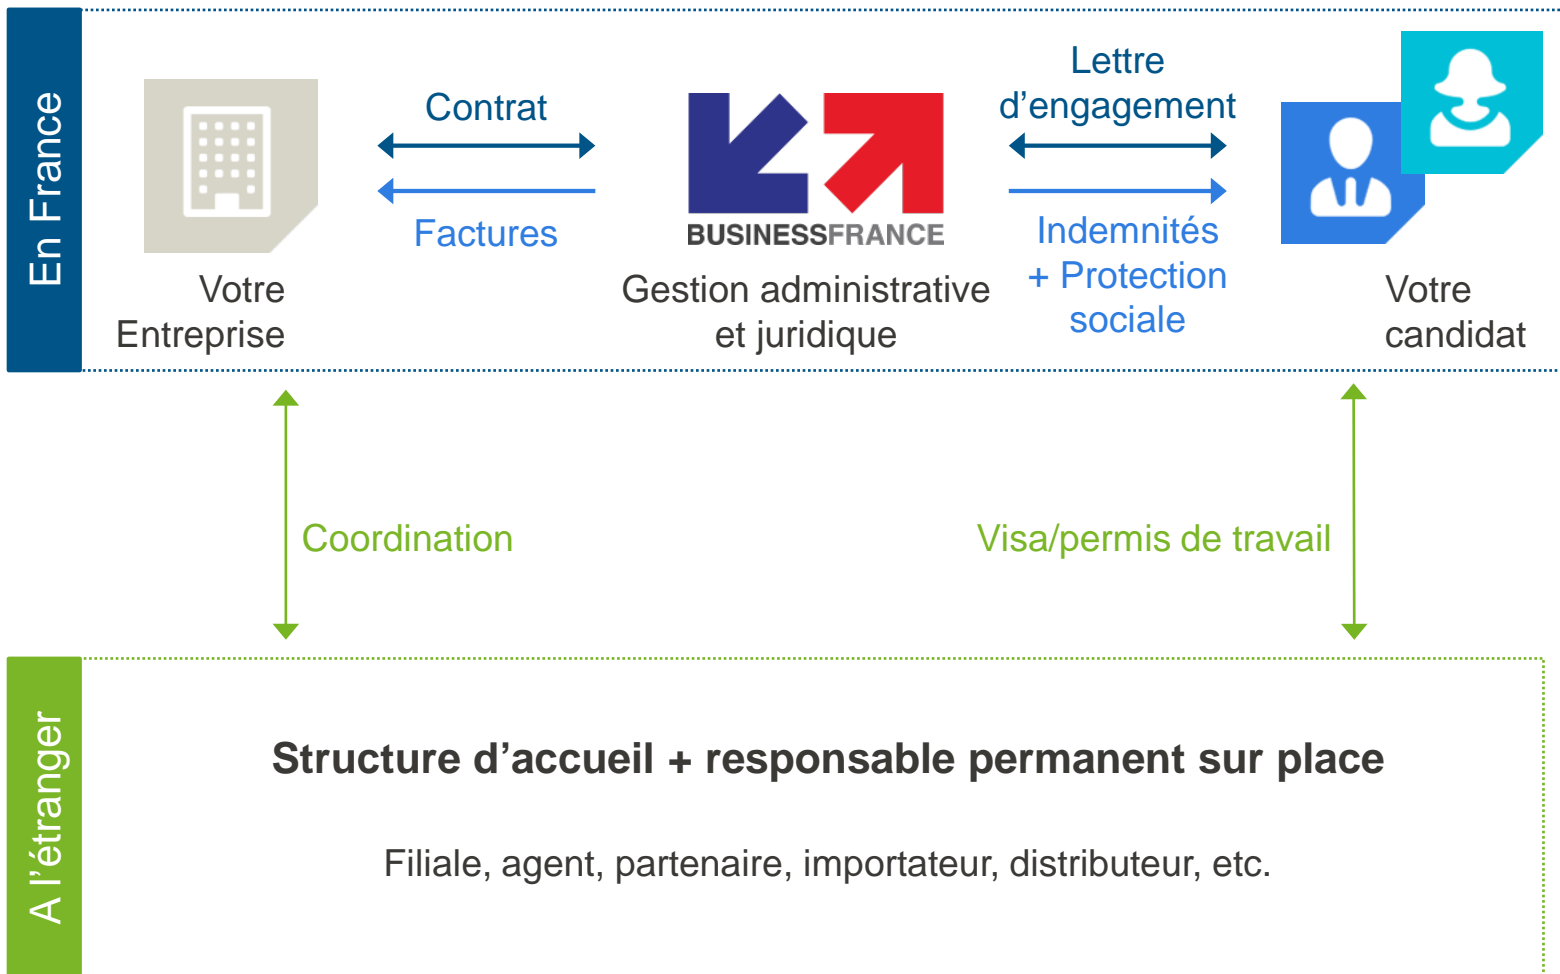 En France
Contrat
Factures
Votre
Entreprise
BUSINESSFRANCE
Gestion administrative
et juridique
Lettre
d’engagement
Indemnités
+ Protection
sociale
Votre
candidat
Coordination
Visa/permis de travail
A l’étranger
Structure d’accueil + responsable permanent sur place
Filiale, agent, partenaire, importateur, distributeur, etc.